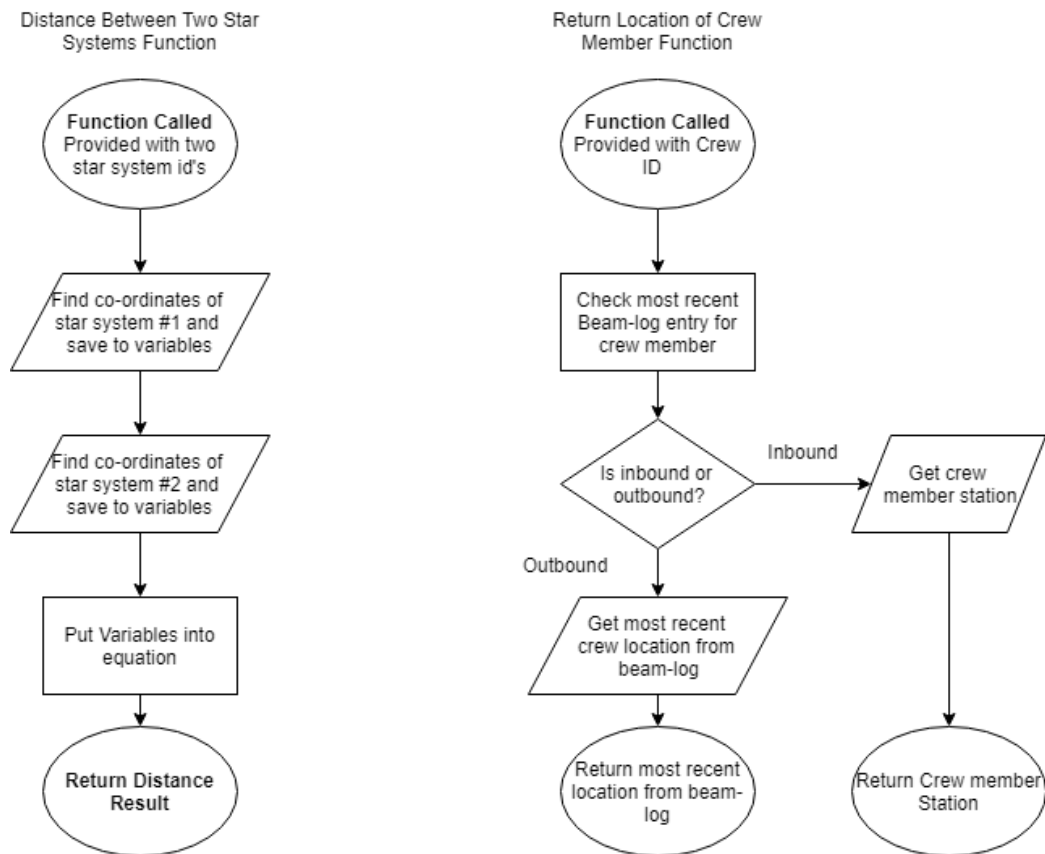 Distance Between Two Star
Systems Function
Function Called
Provided with two
star system id's
Find co-ordinates of
star system #1 and
save to variables
Find co-ordinates of
star system #2 and
save to variables
Put Variables into
equation
Return Distance
Result
Return Location of Crew
Member Function
Function Called
Provided with Crew
ID
Check most recent
Beam-log entry for
crew member
Is inbound or
outbound?
Inbound
Get crew
member station
Return Crew member
Station
Outbound
Get most recent
crew location from
beam-log
Return most recent
location from beam-
log